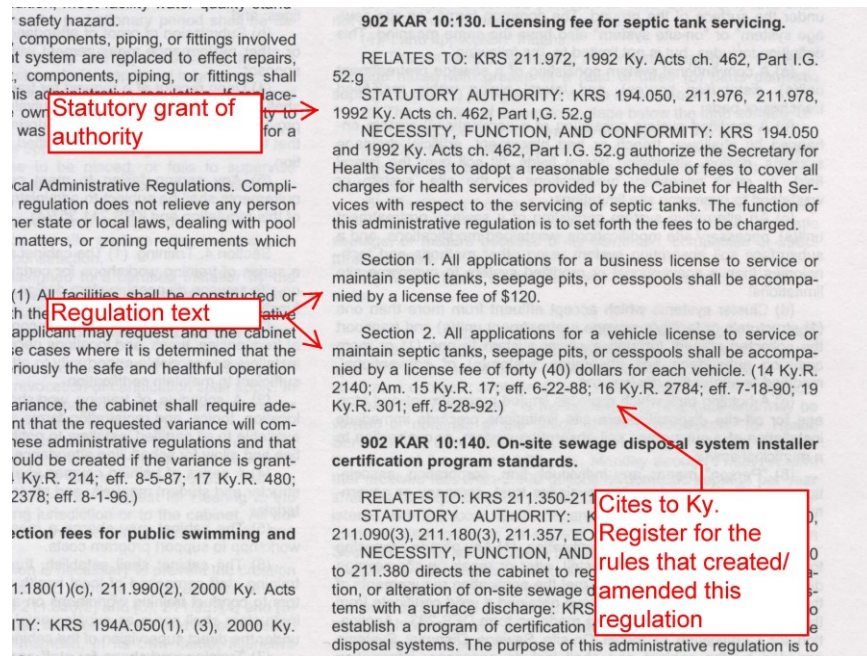 safety hazard.
, components, piping, or fittings involved
t system are replaced to effect repairs,
components, piping, or fittings shall
was
for a
Statutory grant of
authority
ocal Administrative Regulations. Compli-
regulation does not relieve any person
her state or local laws, dealing with pool
matters, or zoning requirements which
(1) All facilities shall be constructed or
Regulation text
applicant may request and the cabinet
se cases where it is determined that the
riously the safe and healthful operation
ariance, the cabinet shall require ade-
nt that the requested variance will com-
nese administrative regulations and that
ould be created if the variance is grant-
Ky.R. 214; eff. 8-5-87; 17 Ky.R. 480;
2378; eff. 8-1-96.)
ection fees for public swimming and
1.180(1)(c), 211.990(2), 2000 Ky. Acts
ITY: KRS 194A.050(1), (3), 2000 Ky.
902 KAR 10:130. Licensing fee for septic tank servicing.
RELATES TO: KRS 211.972, 1992 Ky. Acts ch. 462, Part I.G.
52.g
STATUTORY AUTHORITY: KRS 194.050, 211.976, 211.978,
1992 Ky. Acts ch. 462, Part I,G. 52.g
NECESSITY, FUNCTION, AND CONFORMITY: KRS 194.050
and 1992 Ky. Acts ch. 462, Part I.G. 52.g authorize the Secretary for
Health Services to adopt reasonable schedule of fees to cover all
charges for health services provided by the Cabinet for Health Ser-
vices with respect to the servicing of septic tanks. The function of
this administrative regulation is to set forth the fees to be charged.
Section 1. All applications for a business license to service or
maintain septic tanks, seepage pits, or cesspools shall be accompa-
nied by a license fee of $120.
Section 2. All applications for a vehicle license to service or
maintain septic tanks, seepage pits, or cesspools shall be accompa-
nied by a license fee of forty (40) dollars for each vehicle. (14 Ky.R.
2140; Am. 15 Ky.R. 17; eff. 6-22-88; 16 Ky.R. 2784; eff. 7-18-90; 19
Ky.R. 301; eff. 8-28-92.)
902 KAR 10:140. On-site sewage disposal system installer
certification program standards.
RELATES TO: KRS 211.350-211
STATUTORY AUTHORITY:
211.090(3), 211.180(3), 211.357, EO
NECESSITY, FUNCTION, AND
to 211.380 directs the cabinet to reg
tion, or alteration of on-site sewage d
tems with a surface discharge: KRS
establish a program of certification
disposal systems. The purpose of this administrative regulation is to
Cites to Ky.
Register for the
rules that created/
amended this
regulation